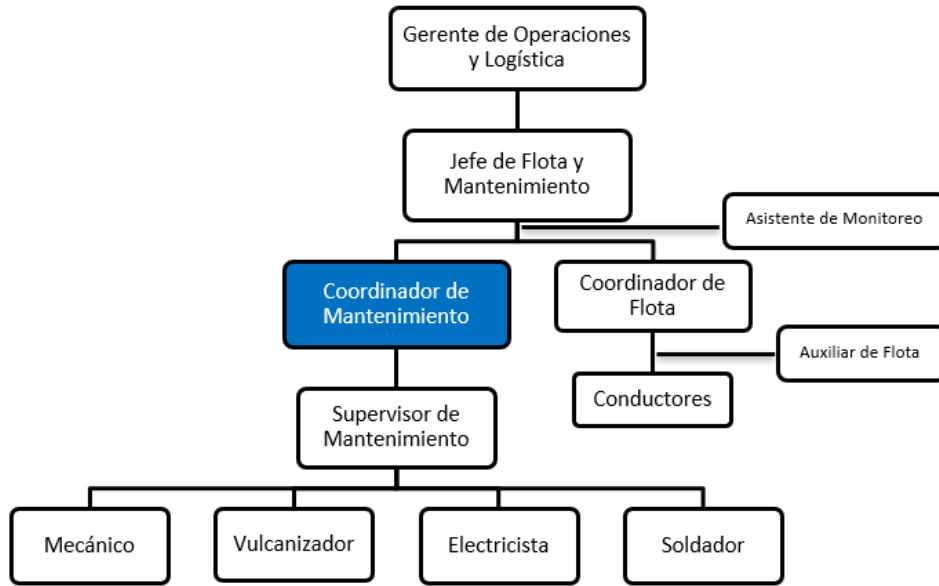 Gerente de Operaciones
y Logística
Jefe de Flota y
Mantenimiento
Asistente de Monitoreo
Coordinador de
Mantenimiento
Coordinador de
Flota
Auxiliar de Flota
Conductores
Supervisor de
Mantenimiento
Mecánico
Vulcanizador
Electricista
Soldador